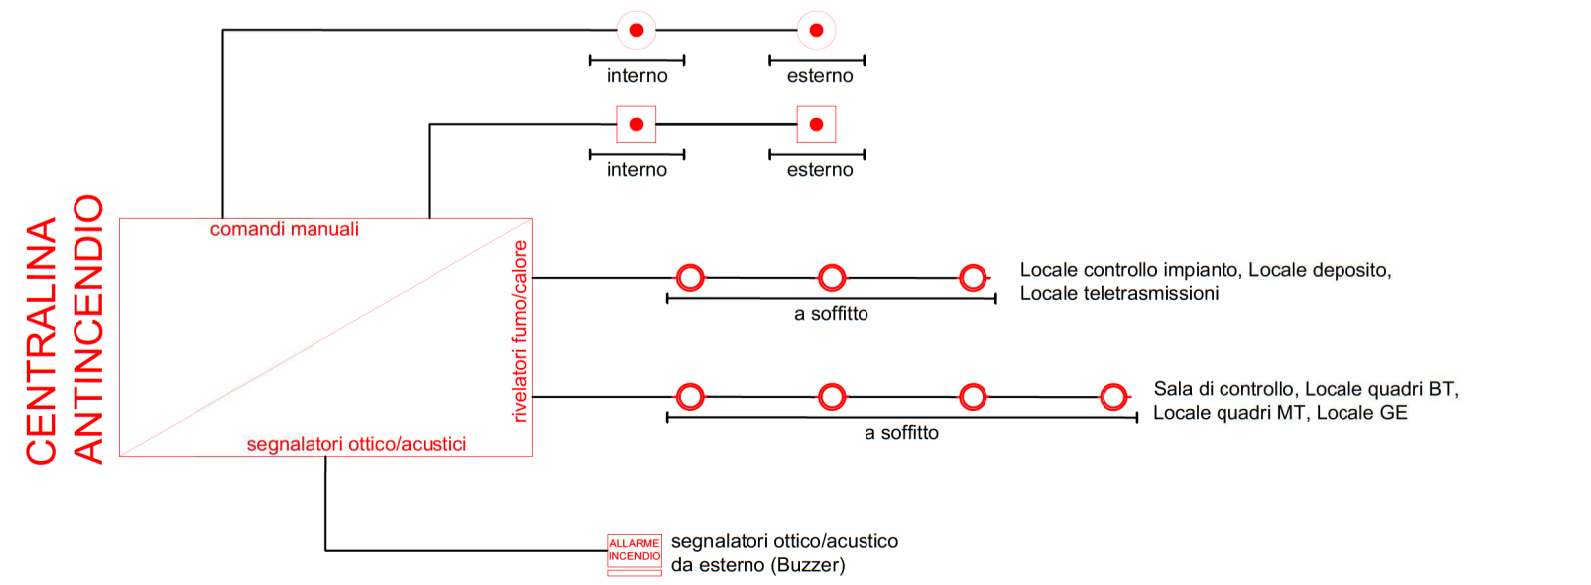 interno
esterno
interno
esterno
CENTRALINA
ANTINCENDIO
comandi manuali
rivelatori fumo/calore
segnalatori ottico/acustici
a soffitto
Locale controllo impianto, Locale deposito,
Locale teletrasmissioni
a soffitto
Sala di controllo, Locale quadri BT,
Locale quadri MT, Locale GE
ALLARME
INCENDIO
segnalatori ottico/acustico
da esterno (Buzzer)